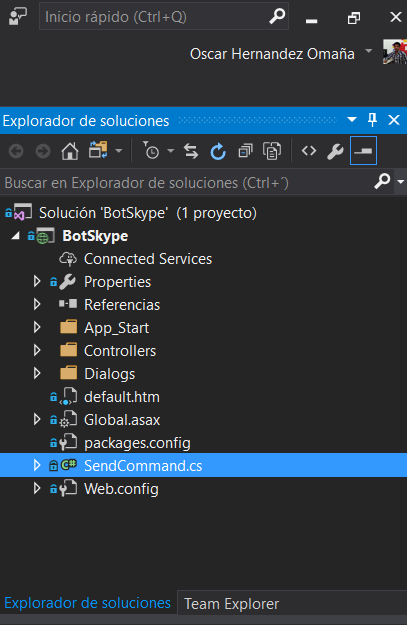 Inicio rápido (Ctrl+Q)
Oscar Hernandez Omaña
Explorador de soluciones
Buscar en Explorador de soluciones (Ctrl+´)
Solución 'BotSkype' (1 proyecto)
BotSkype
Connected Services
Properties
Referencias
App_Start
Controllers
Dialogs
default.htm
Global.asax
packages.config
C# SendCommand.cs
Web.config
Explorador de soluciones Team Explorer